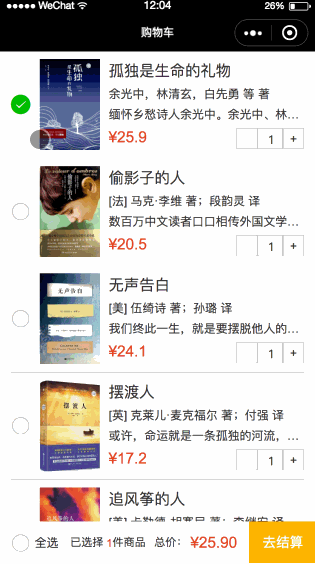 WeChat
12:04
26%
购物车
孤独是生命的礼物
余光中，林清玄，白先勇 等 著
缅怀乡愁诗人余光中。余光中、林...
¥25.9
1 +
偷影子的人
[法] 马克·李维 著；段韵灵 译
数百万中文读者口口相传外国文学...
¥20.5
1 +
无声告白
[美] 伍绮诗 著；孙璐 译
我们终此一生，就是要摆脱他人的...
¥24.1
1 +
摆渡人
[英] 克莱儿·麦克福尔 著；付强 译
或许，命运就是一条孤独的河流，...
¥17.2
1 +
追风筝的人
全选 已选择 1件商品 总价： ¥25.90 去结算